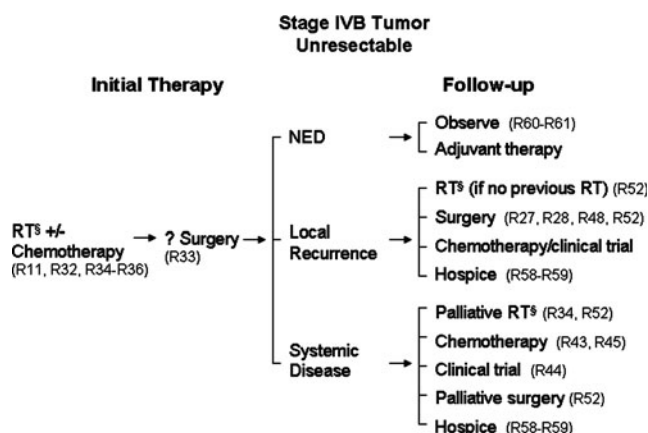 Stage IVB Tumor
Unresectable
Initial Therapy
Follow-up
RT§ +/-
Chemotherapy
(R11, R32, R34-R36)
? Surgery
(R33)
NED
Observe (R60-R61)
Adjuvant therapy
Local
Recurrence
RT§ (if no previous RT) (R52)
Surgery (R27, R28, R48, R52)
Chemotherapy/clinical trial
Hospice (R58-R59)
Systemic
Disease
Palliative RT§ (R34, R52)
Chemotherapy (R43, R45)
Clinical trial (R44)
Palliative surgery (R52)
Hospice (R58-R59)